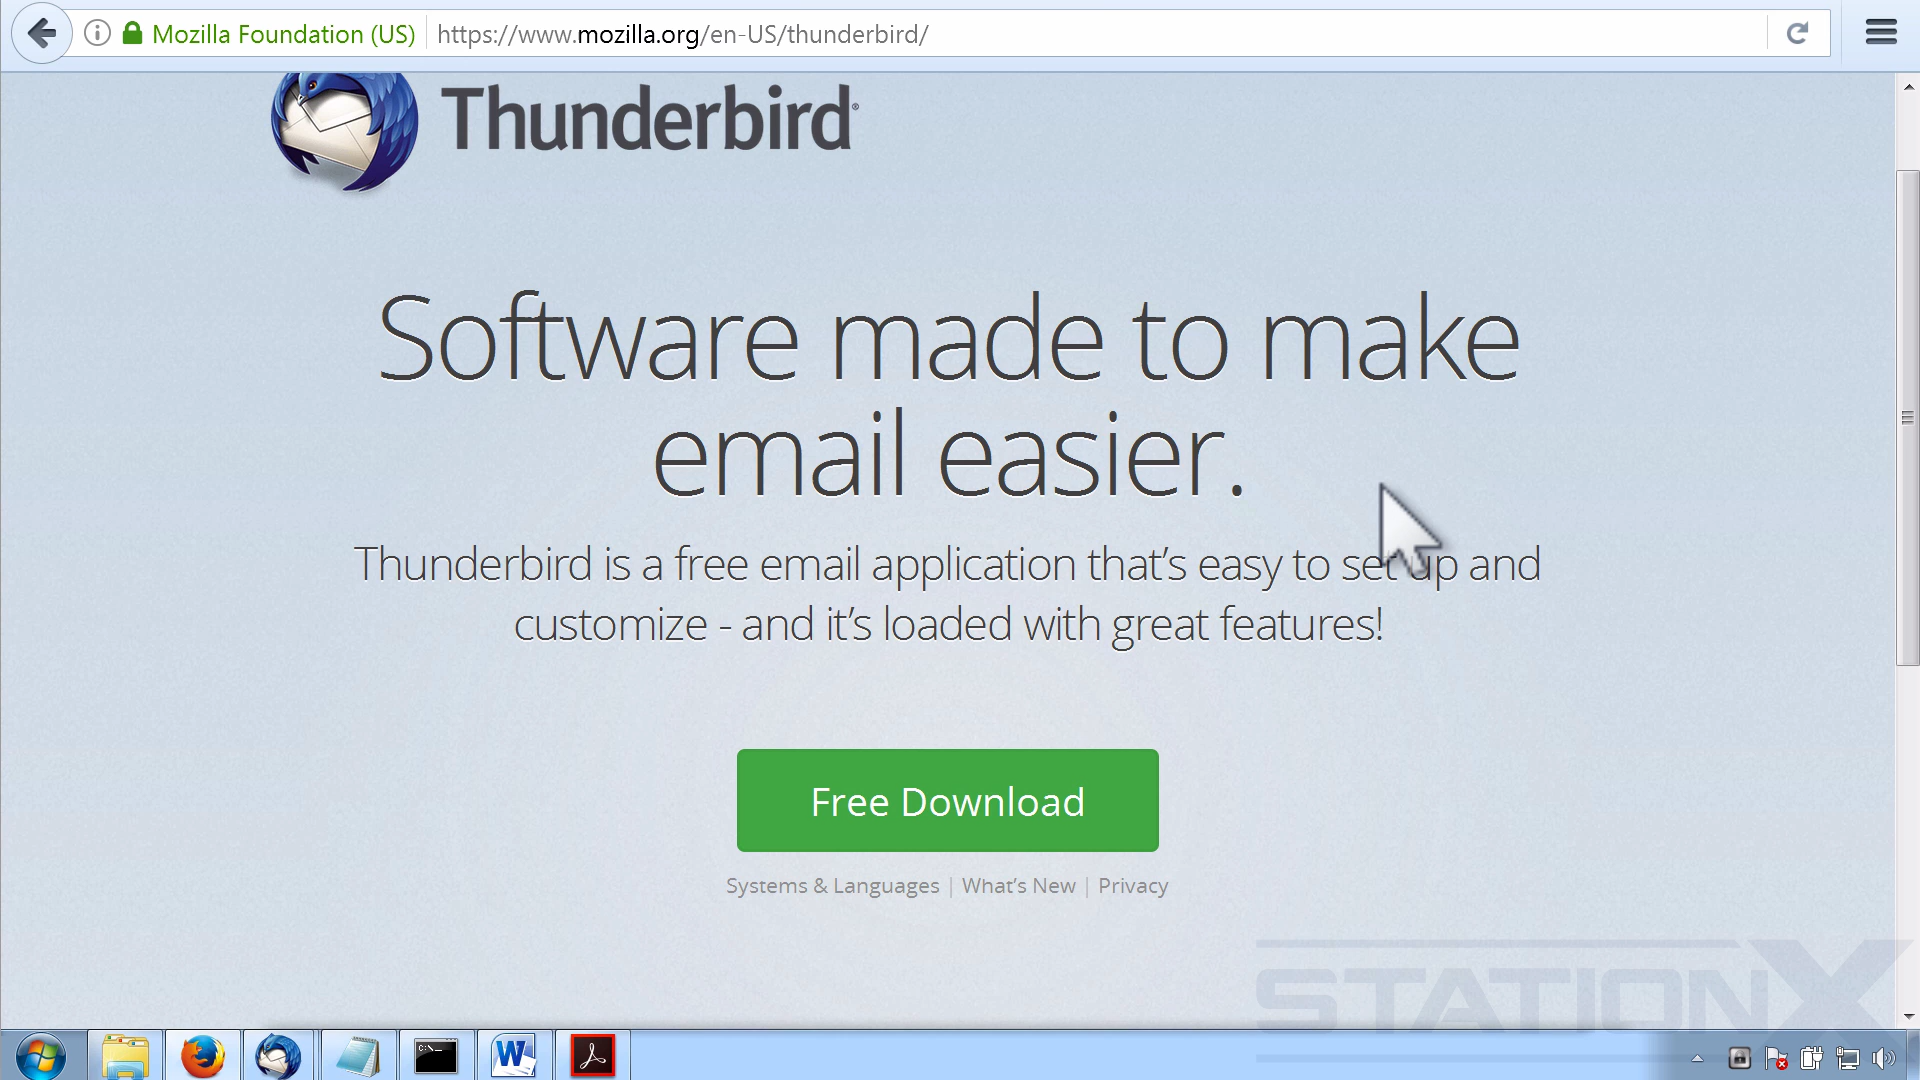 Mozilla Foundation (US) https://www.mozilla.org/en-US/thunderbird/
Thunderbird®
Software made to make
email easier.
Thunderbird is a free email application that’s easy to set up and
customize - and it’s loaded with great features!
Free Download
Systems & Languages | What’s New | Privacy
STATIONX
C:\_
W